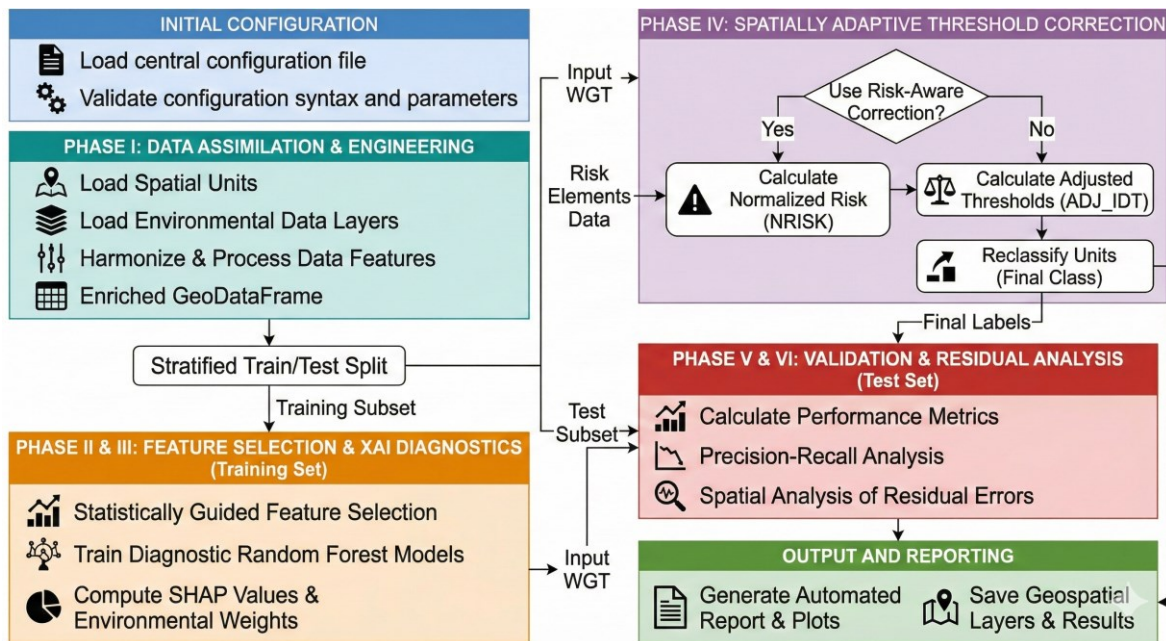 INITIAL CONFIGURATION
Load central configuration file
Validate configuration syntax and parameters
PHASE I: DATA ASSIMILATION & ENGINEERING
Load Spatial Units
Load Environmental Data Layers
Harmonize & Process Data Features
Enriched GeoDataFrame
Stratified Train/Test Split
Training Subset
PHASE II & III: FEATURE SELECTION & XAI DIAGNOSTICS
(Training Set)
Statistically Guided Feature Selection
Train Diagnostic Random Forest Models
Compute SHAP Values &
Environmental Weights
Input
WGT
Risk
Elements
Data
Test
Subset
Input
WGT
PHASE IV: SPATIALLY ADAPTIVE THRESHOLD CORRECTION
Use Risk-Aware
Correction?
Yes
No
Calculate
Normalized Risk
(NRISK)
Calculate Adjusted
Thresholds (ADJ_IDT)
Reclassify Units
(Final Class)
Final Labels
PHASE V & VI: VALIDATION & RESIDUAL ANALYSIS
(Test Set)
Calculate Performance Metrics
Precision-Recall Analysis
Spatial Analysis of Residual Errors
OUTPUT AND REPORTING
Generate Automated
Report & Plots
Save Geospatial
Layers & Results